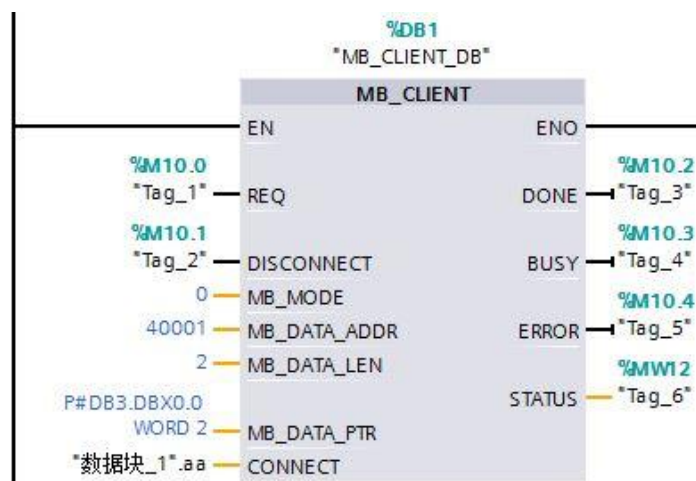 %DB1
"MB_CLIENT_DB"
MB_CLIENT
EN ENO
%M10.0 %M10.2
"Tag_1" REQ DONE "Tag_3"
%M10.1 %M10.3
"Tag_2" DISCONNECT BUSY "Tag_4"
0 MB_MODE %M10.4
40001 MB_DATA_ADDR ERROR "Tag_5"
2 MB_DATA_LEN %MW12
P#DB3.DBX0.0 STATUS "Tag_6"
WORD 2 MB_DATA_PTR
"数据块_1".aa CONNECT